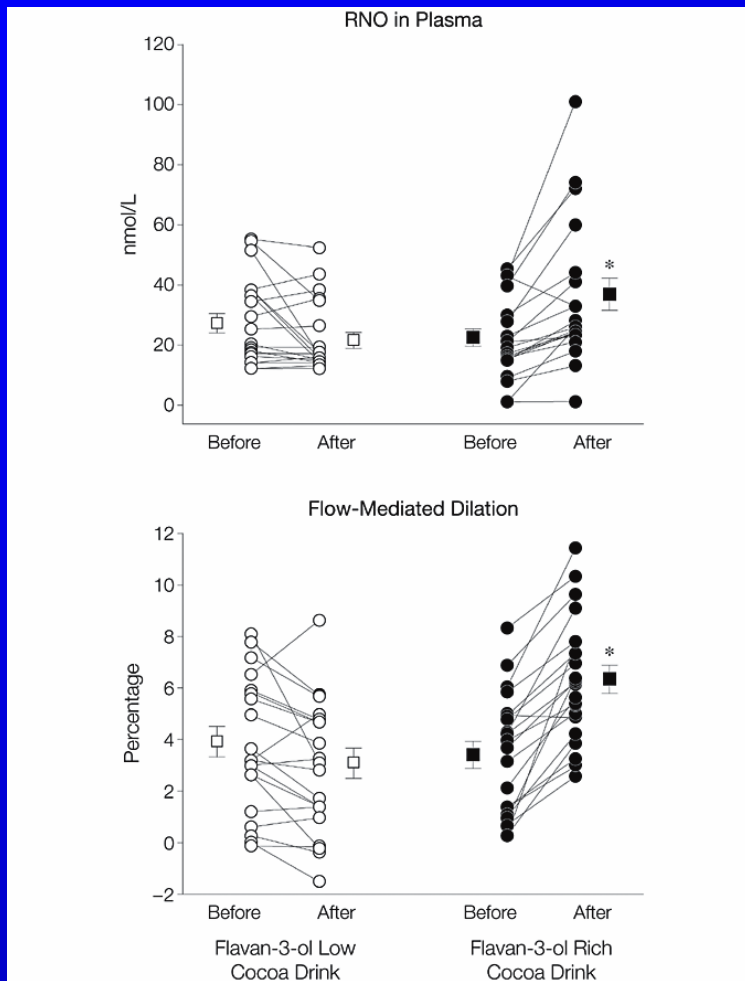 RNO in Plasma
120
100
80
60
40
20
0
nmol/L
*
Before After Before After
Flow-Mediated Dilation
12
10
8
6
4
2
0
−2
Percentage
*
Before After Before After
Flavan-3-ol Low Flavan-3-ol Rich
Cocoa Drink Cocoa Drink